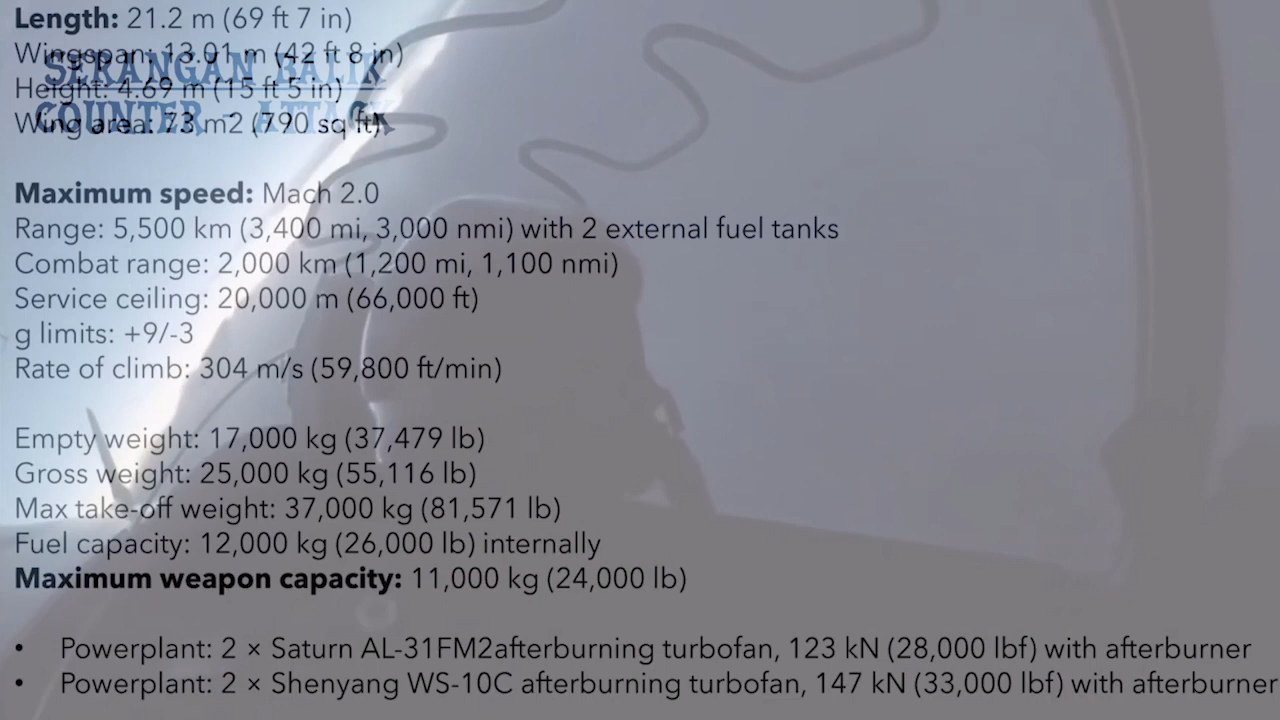 Length: 21.2 m (69 ft 7 in)
Wingspan: 13.01 m (42 ft 8 in)
SERANGAN BALIK
Height: 4.69 m (15 ft 5 in)
COUNTER - ATTACK
Wing area: 73 m2 (790 sq ft)
Maximum speed: Mach 2.0
Range: 5,500 km (3,400 mi, 3,000 nmi) with 2 external fuel tanks
Combat range: 2,000 km (1,200 mi, 1,100 nmi)
Service ceiling: 20,000 m (66,000 ft)
g limits: +9/-3
Rate of climb: 304 m/s (59,800 ft/min)
Empty weight: 17,000 kg (37,479 lb)
Gross weight: 25,000 kg (55,116 lb)
Max take-off weight: 37,000 kg (81,571 lb)
Fuel capacity: 12,000 kg (26,000 lb) internally
Maximum weapon capacity: 11,000 kg (24,000 lb)
• Powerplant: 2 × Saturn AL-31FM2afterburning turbofan, 123 kN (28,000 lbf) with afterburner
• Powerplant: 2 × Shenyang WS-10C afterburning turbofan, 147 kN (33,000 lbf) with afterburner